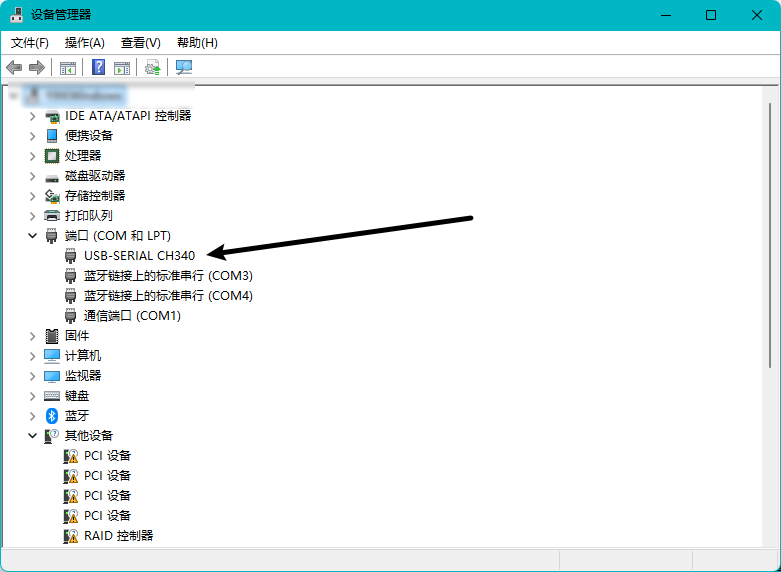 设备管理器
文件(F) 操作(A) 查看(V) 帮助(H)
IDE ATA/ATAPI 控制器
便携设备
处理器
磁盘驱动器
存储控制器
打印队列
端口 (COM 和 LPT)
USB-SERIAL CH340
蓝牙链接上的标准串行 (COM3)
蓝牙链接上的标准串行 (COM4)
通信端口 (COM1)
固件
计算机
监视器
键盘
蓝牙
其他设备
PCI 设备
PCI 设备
PCI 设备
PCI 设备
RAID 控制器